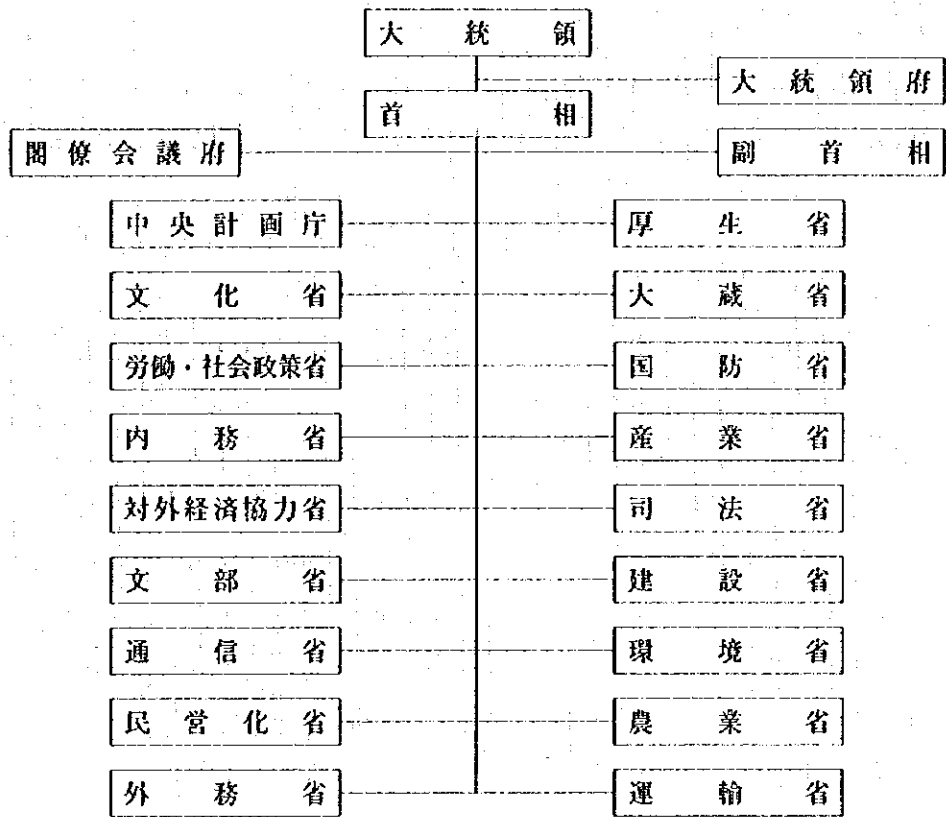 大統領
大統領府
首相
閣僚会議府
副首相
中央計画庁
厚生省
文化省
大蔵省
労働・社会政策省
国防省
内務省
産業省
対外経済協力省
司法省
文部省
建設省
通信省
環境省
民営化省
農業省
外務省
運輸省